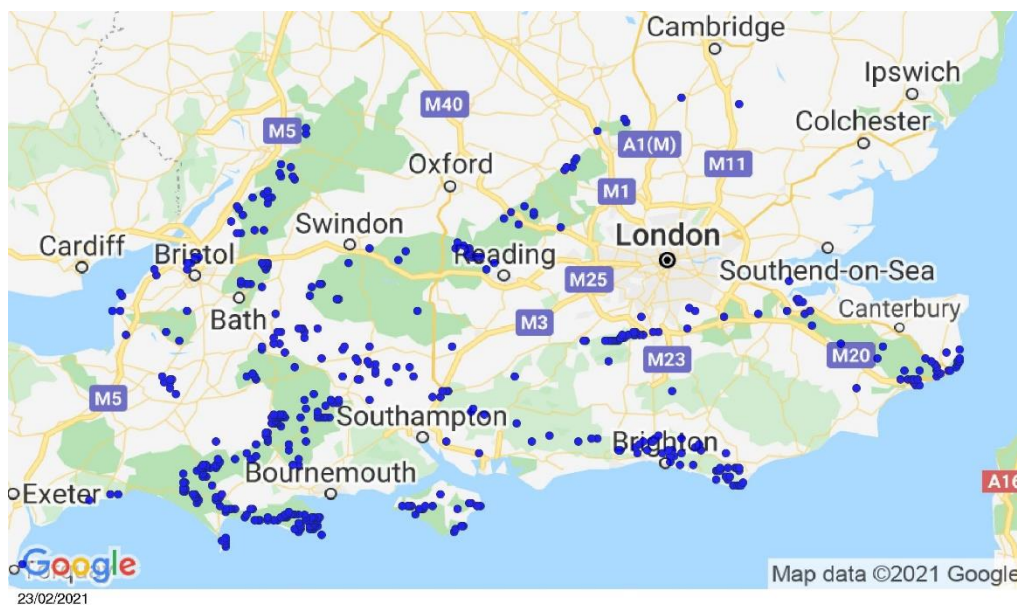 Cambridge
Ipswich
M40
M5
Colchester
A1(M)
Oxford
M11
M1
Swindon
London
Cardiff
Bristol
Reading
Southend-on-Sea
M25
Bath
Canterbury
M3
M20
M23
M5
Southampton
Brighton
Bournemouth
Exeter
A16
Google
Map data ©2021 Google
23/02/2021